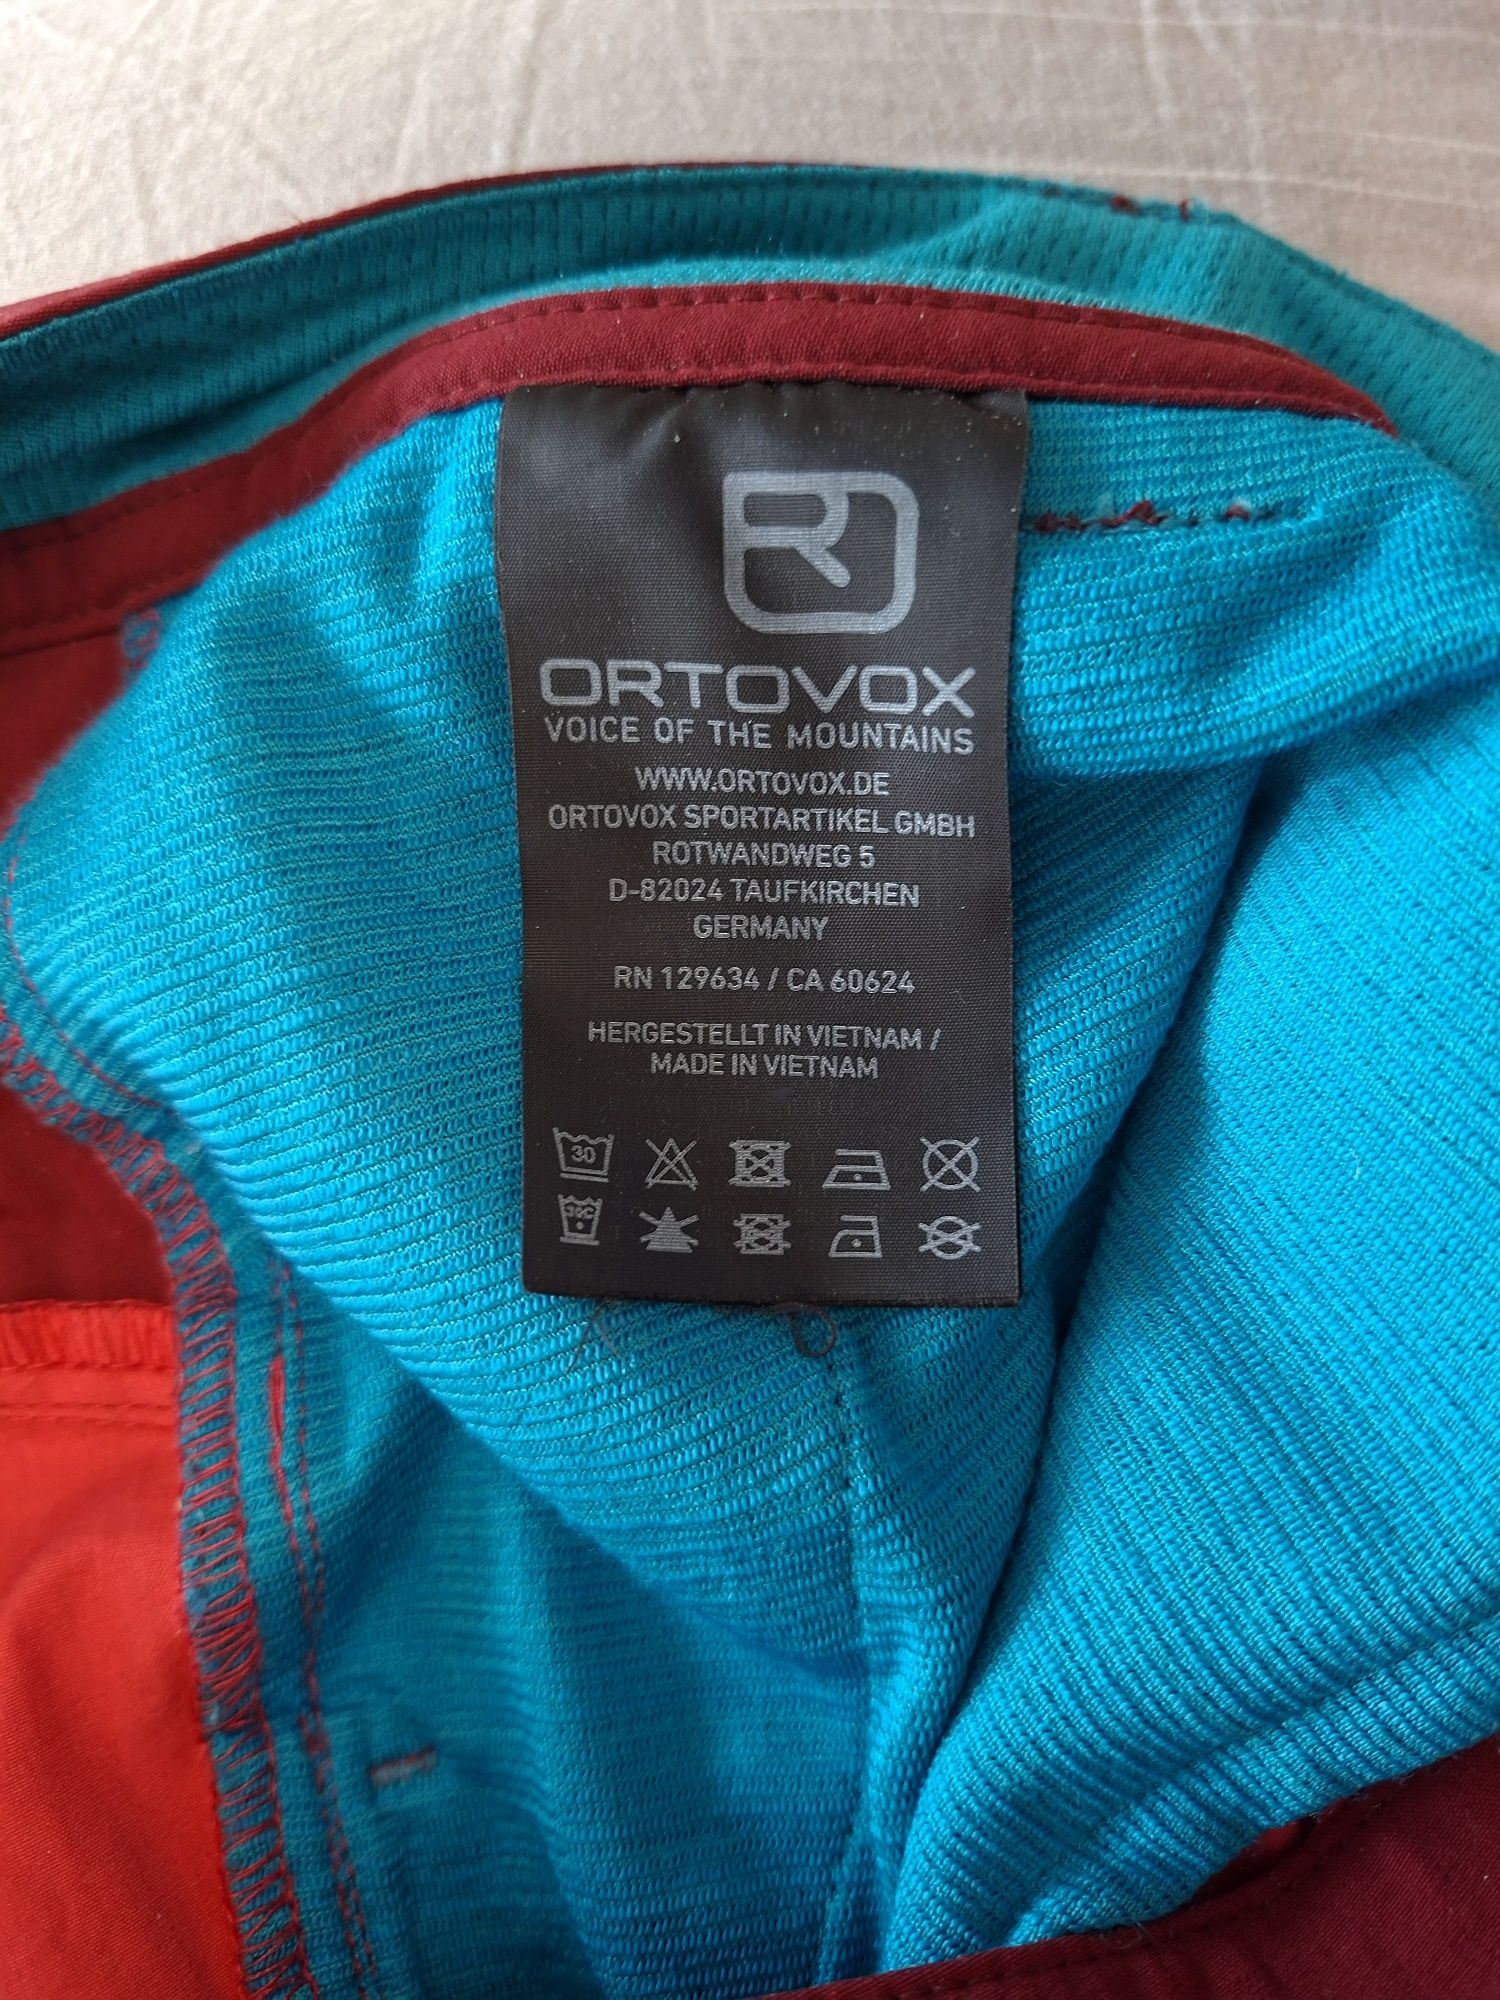 ORTOVOX
VOICE OF THE MOUNTAINS
WWW.ORTOVOX.DE
ORTOVOX SPORTARTIKEL GMBH
ROTWANDWEG 5
D-82024 TAUFKIRCHEN
GERMANY
RN 129634 / CA 60624
HERGESTELLT IN VIETNAM /
MADE IN VIETNAM
30
30C